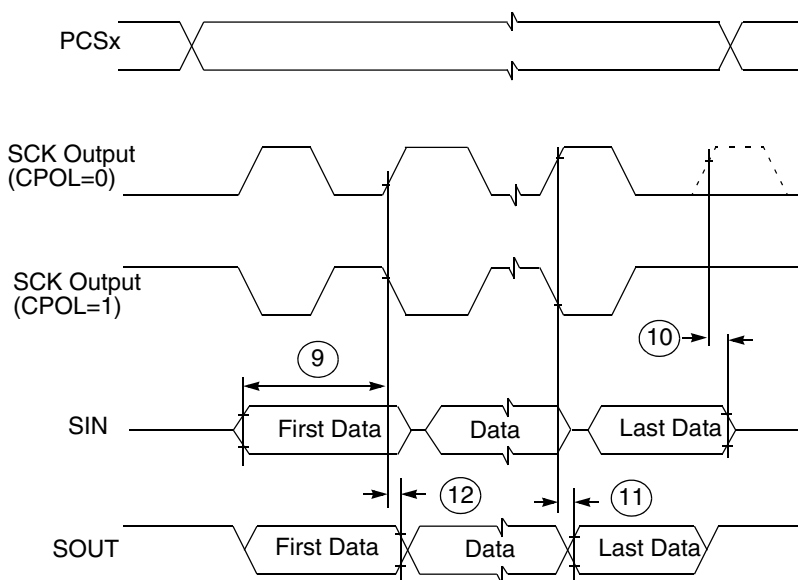 PCSx
SCK Output
(CPOL=0)
SCK Output
(CPOL=1)
10
9
SIN
First Data
Data
Last Data
12
11
SOUT
First Data
Data
Last Data